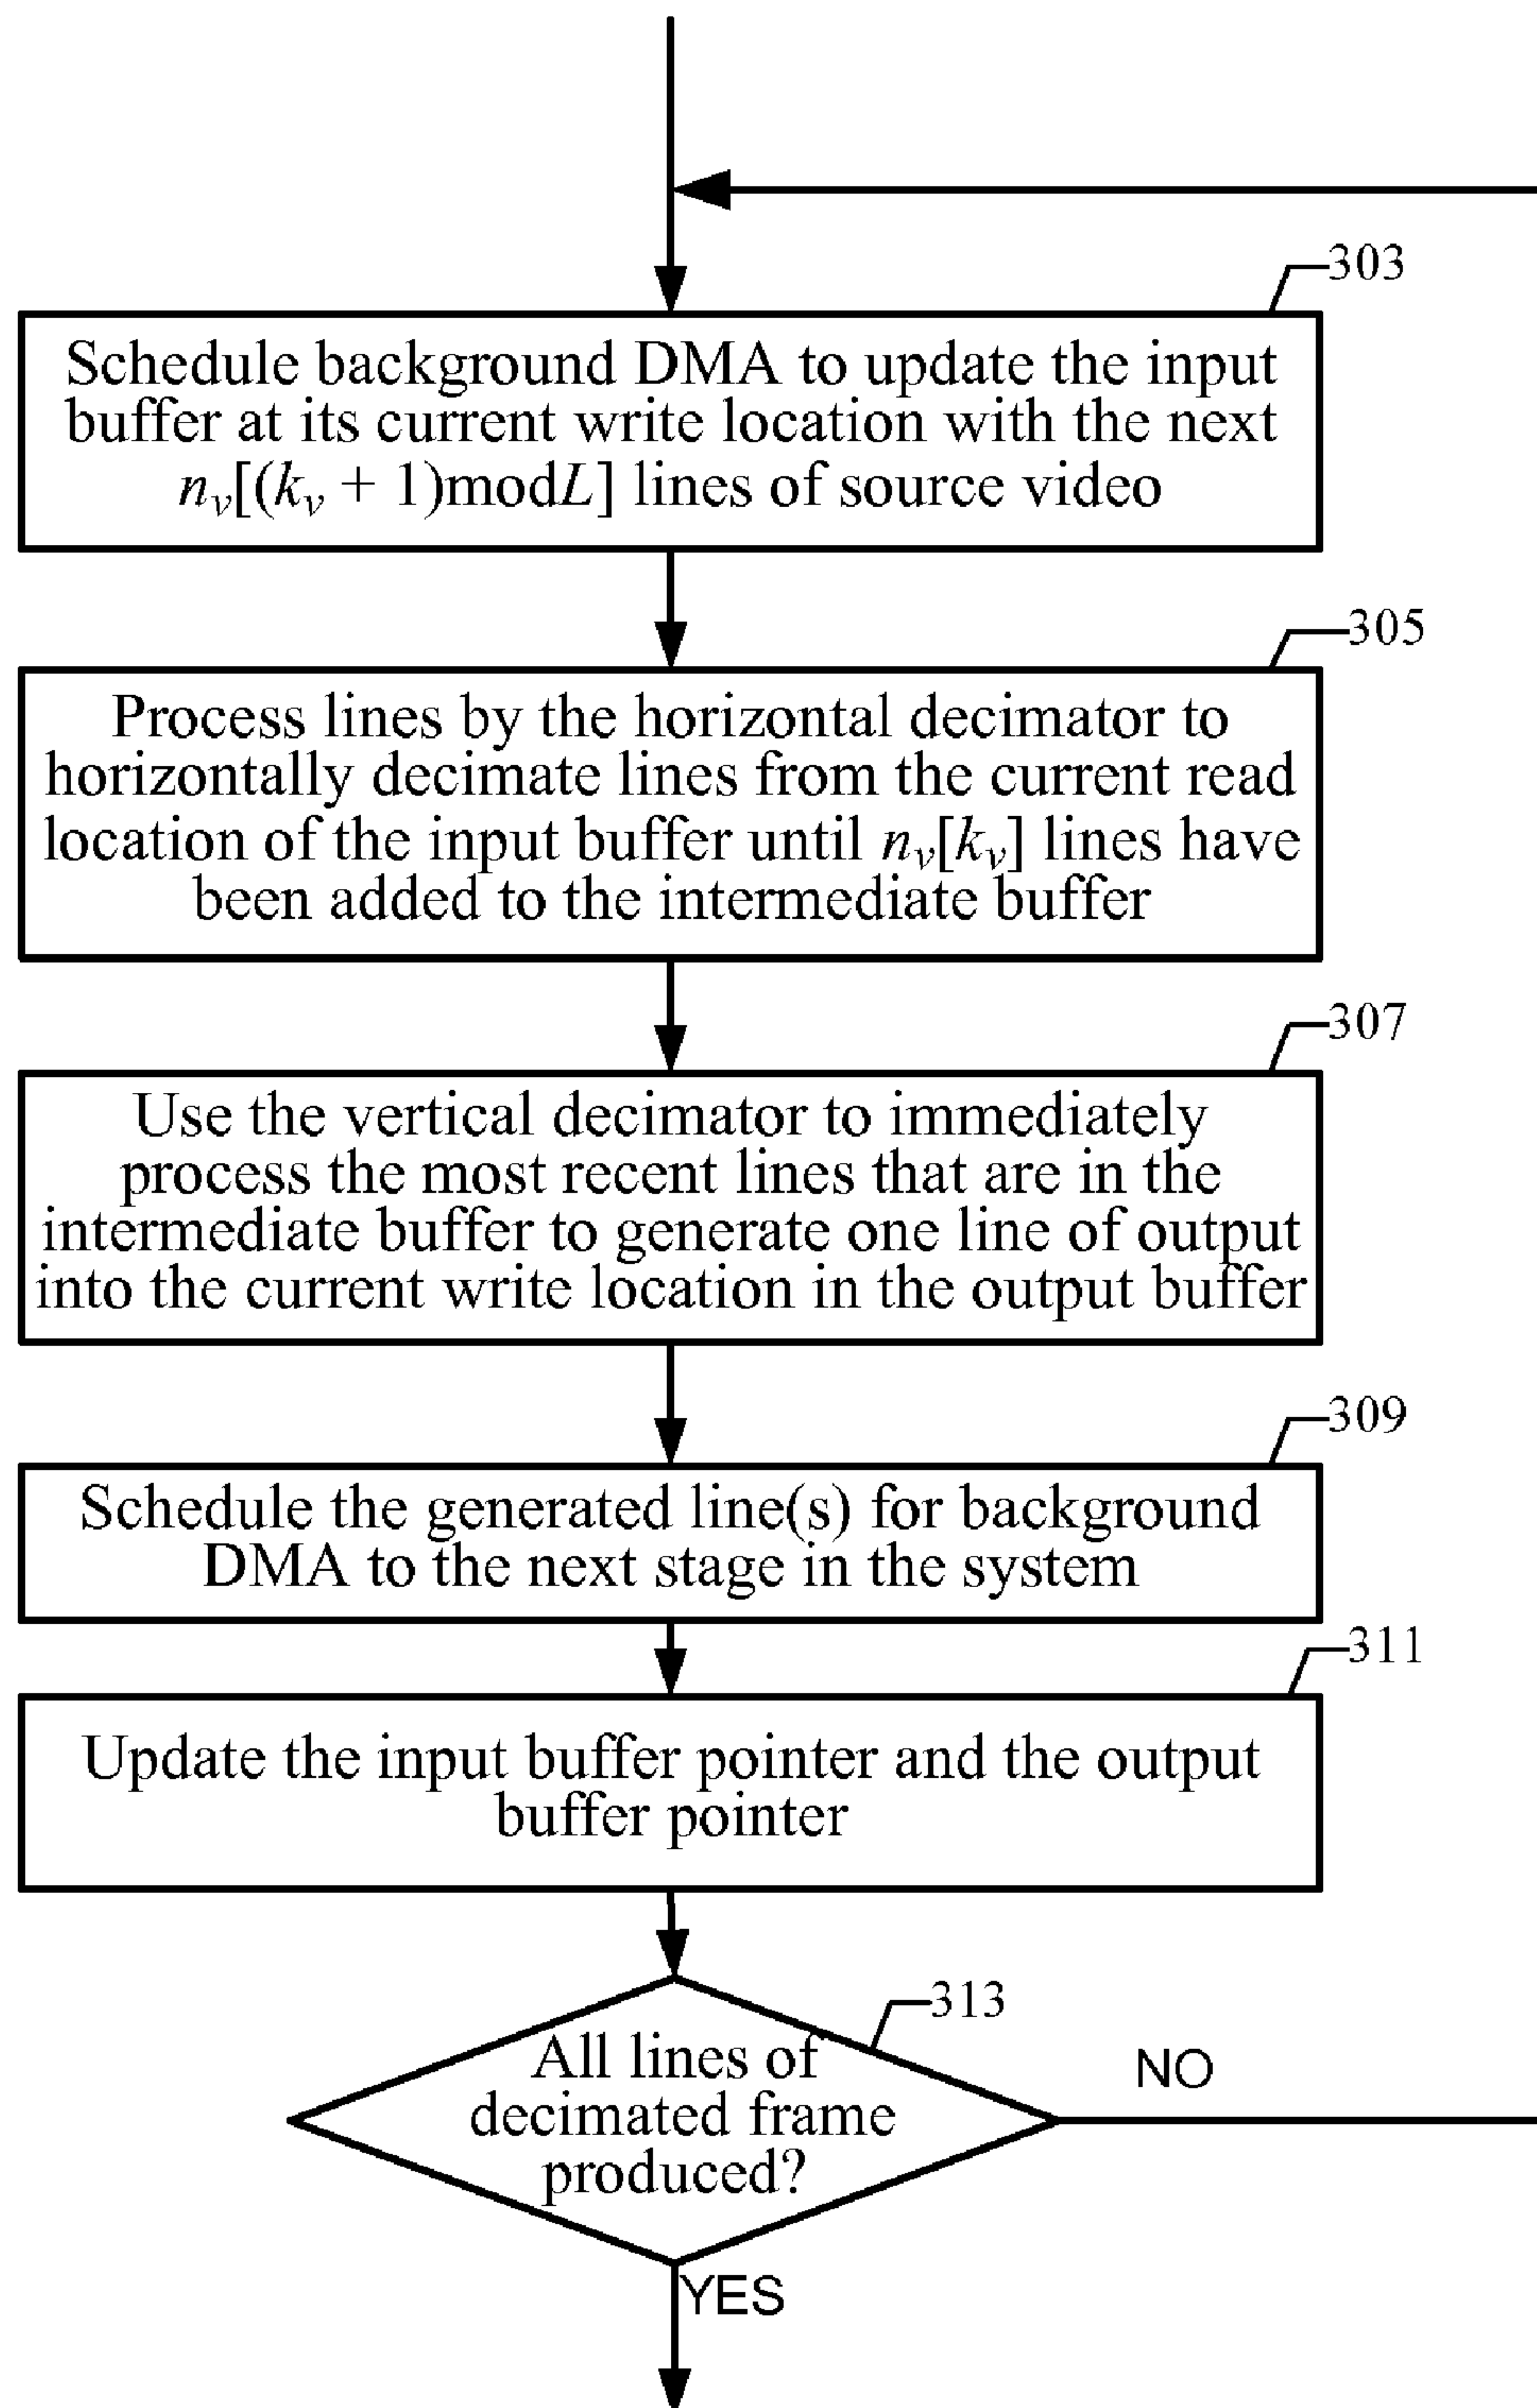 303
Schedule background DMA to update the input
buffer at its current write location with the next
nᵥ[(kᵥ + 1)modL] lines of source video
305
Process lines by the horizontal decimator to
horizontally decimate lines from the current read
location of the input buffer until nᵥ[kᵥ] lines have
been added to the intermediate buffer
307
Use the vertical decimator to immediately
process the most recent lines that are in the
intermediate buffer to generate one line of output
into the current write location in the output buffer
309
Schedule the generated line(s) for background
DMA to the next stage in the system
311
Update the input buffer pointer and the output
buffer pointer
313
All lines of
decimated frame
produced?
NO
YES